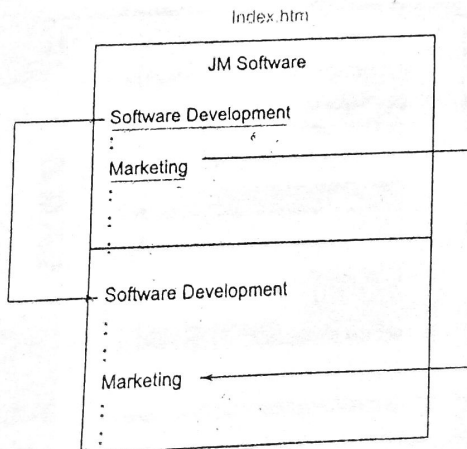 Index.htm
JM Software
Software Development
:
Marketing
:
:
:
Software Development
:
:
Marketing
:
: